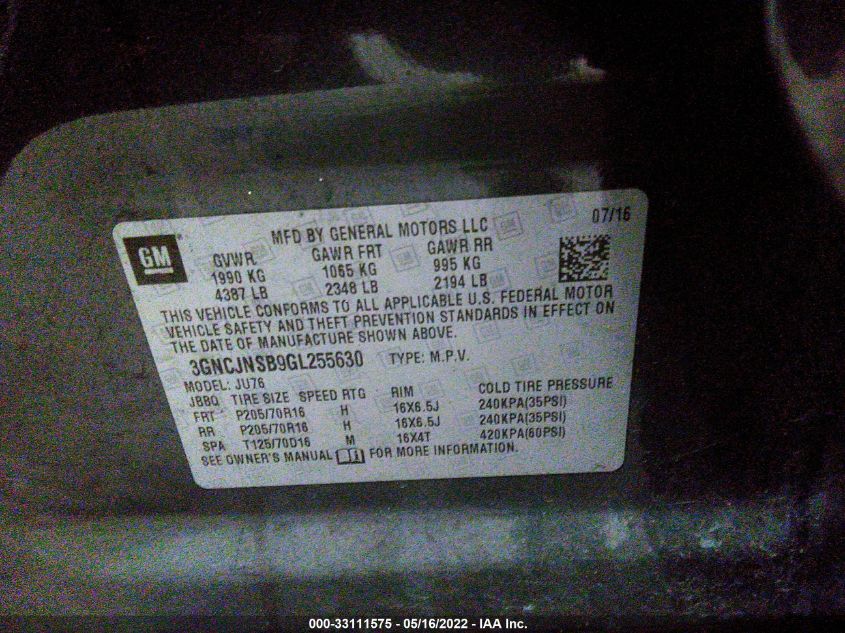 GM
MFD BY GENERAL MOTORS LLC 07/16
GVWR GAWR FRT GAWR RR
1990 KG 1065 KG 995 KG
4387 LB 2348 LB 2194 LB
THIS VEHICLE CONFORMS TO ALL APPLICABLE U.S. FEDERAL MOTOR
VEHICLE SAFETY AND THEFT PREVENTION STANDARDS IN EFFECT ON
THE DATE OF MANUFACTURE SHOWN ABOVE.
3GNCJNSB9GL255630 TYPE: M.P.V.
MODEL: JU76
JBBQ TIRE SIZE SPEED RTG RIM COLD TIRE PRESSURE
FRT P205/70R16 H 16X6.5J 240KPA(35PSI)
RR P205/70R16 H 16X6.5J 240KPA(35PSI)
SPA T125/70D16 M 16X4T 420KPA(60PSI)
SEE OWNER'S MANUAL FOR MORE INFORMATION.
000-33111575 - 05/16/2022 - IAA Inc.